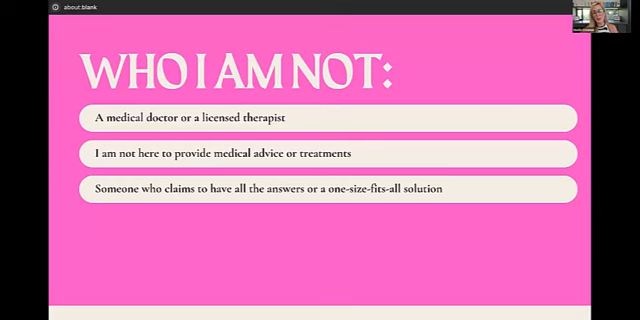 about:blank
WHO I AM NOT:
A medical doctor or a licensed therapist
I am not here to provide medical advice or treatments
Someone who claims to have all the answers or a one-size-fits-all solution